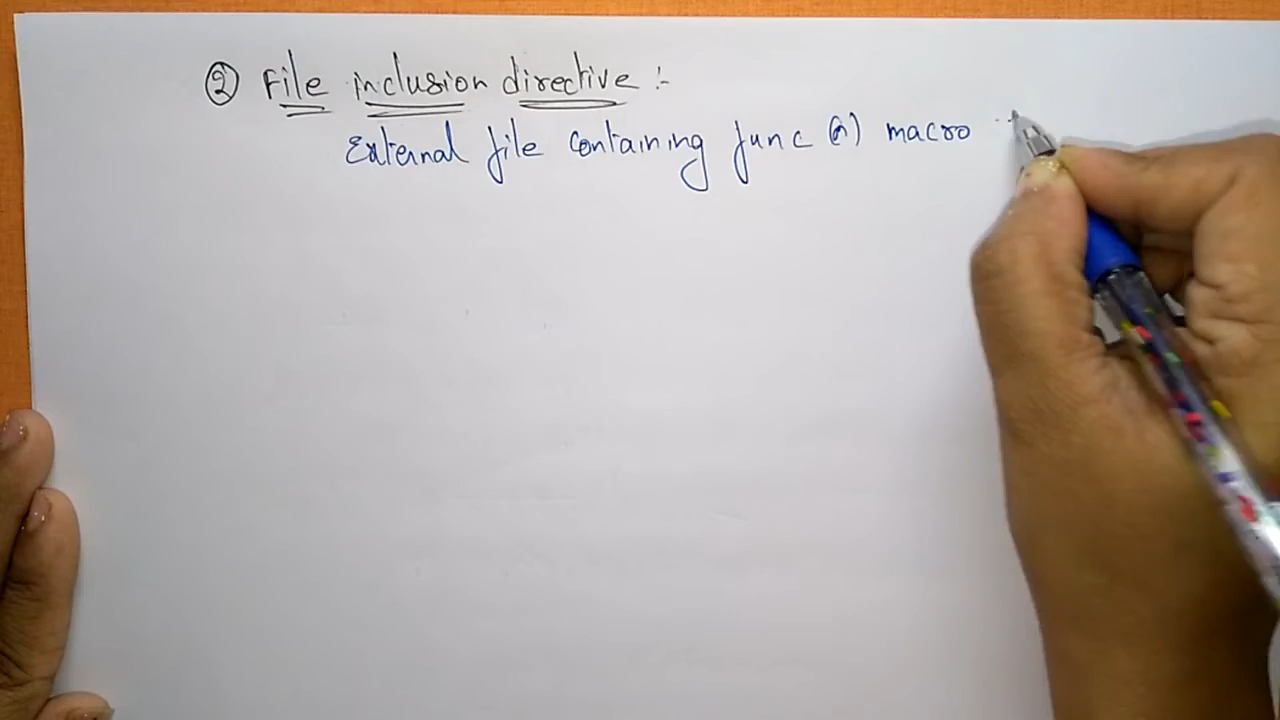 ② File inclusion directive :-
External file containing func (or) macro